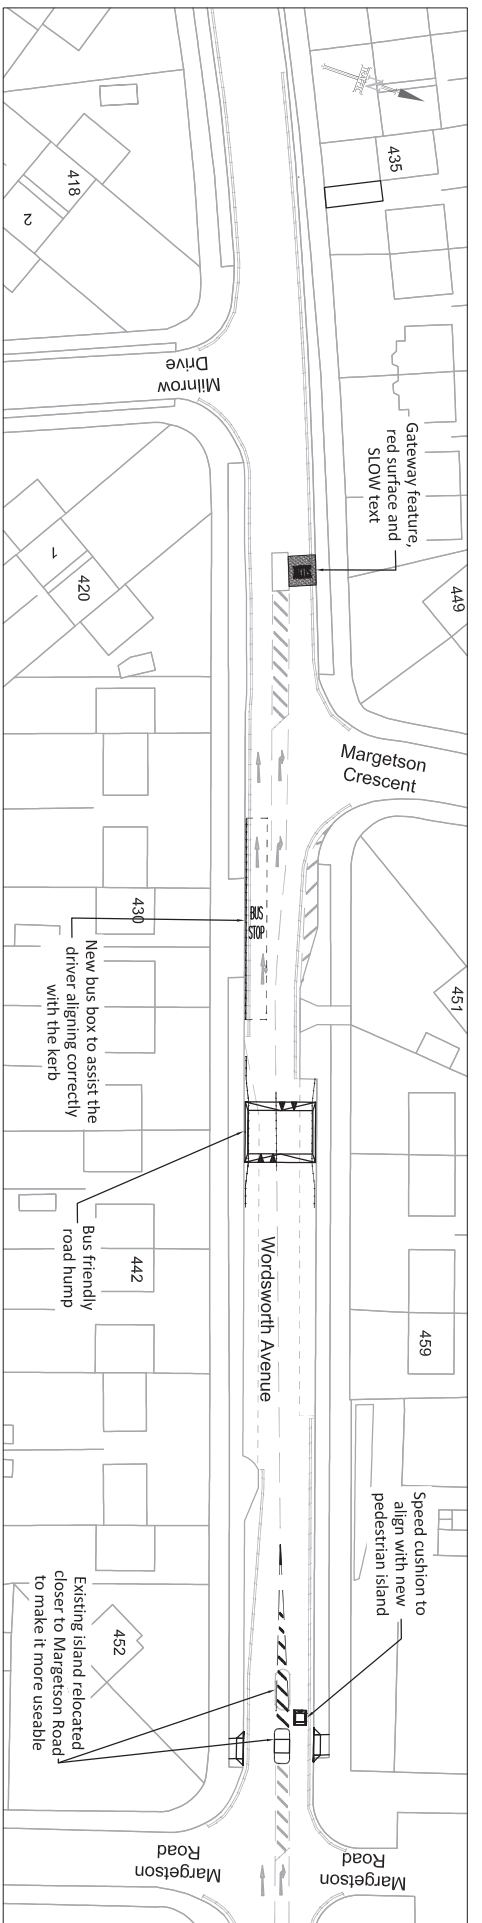 435
418
2
Milnrow
Drive
Gateway feature,
red surface and
SLOW text
1
420
449
Margetson
Crescent
430
BUS
STOP
451
New bus box to assist the
driver aligning correctly
with the kerb
Bus friendly
road hump
442
Wordsworth Avenue
459
Speed cushion to
align with new
pedestrian island
452
Existing island relocated
closer to Margetson Road
to make it more useable
Margetson
Road
Margetson
Road